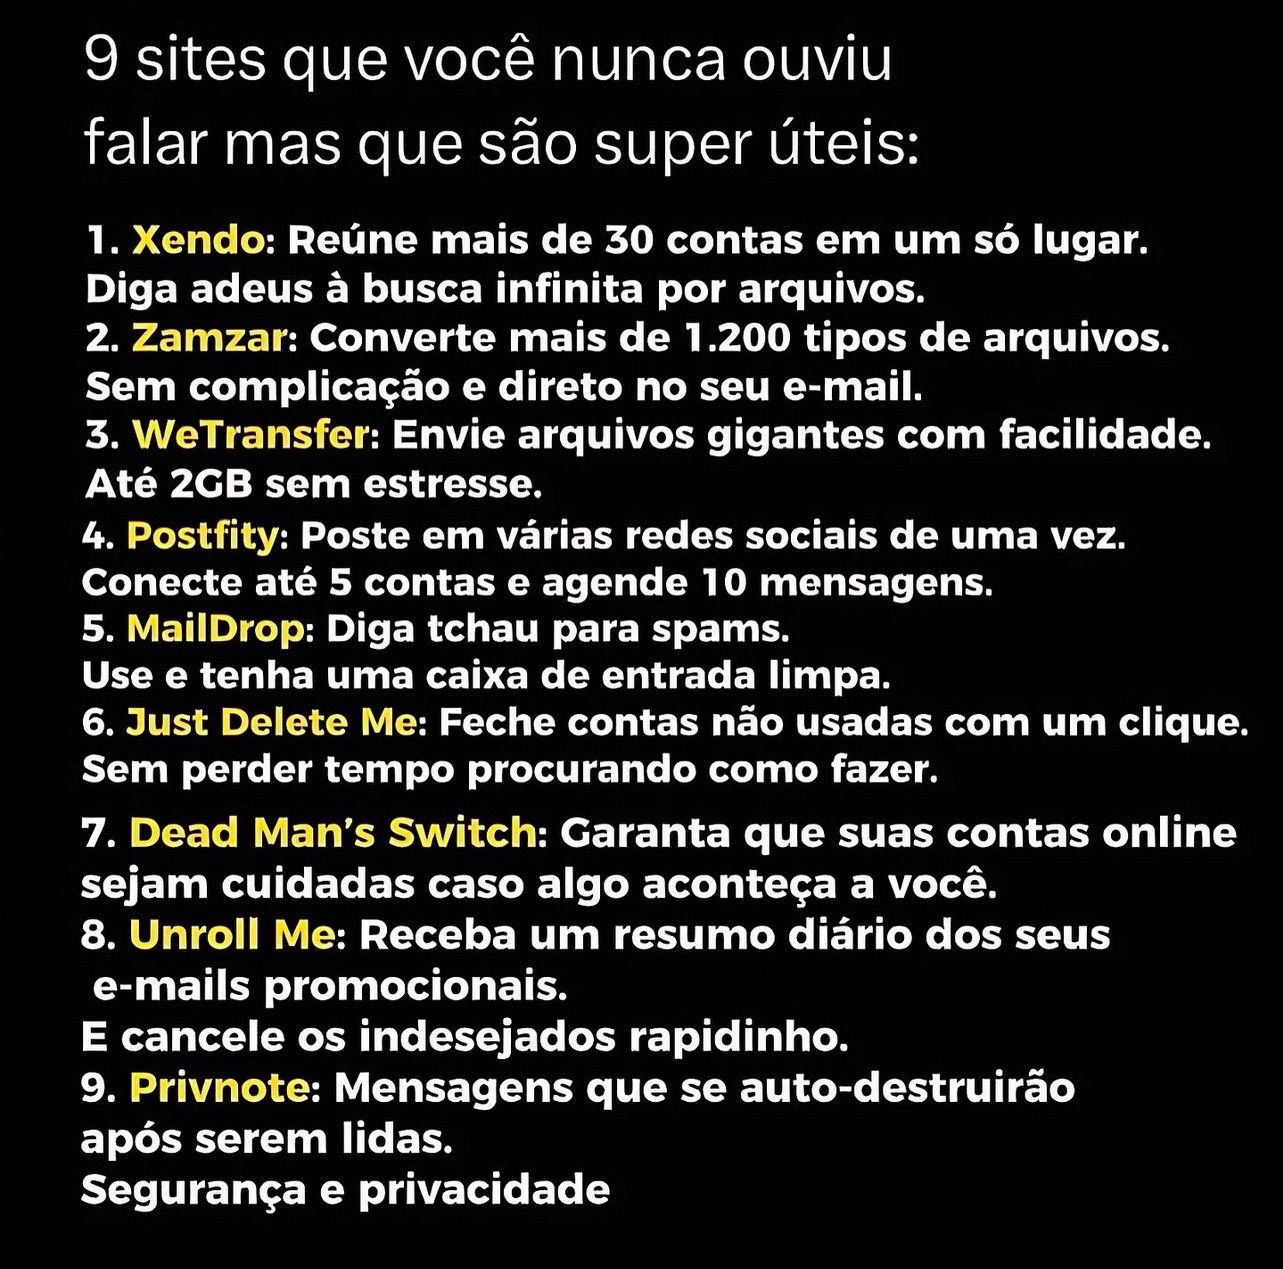 9 sites que você nunca ouviu
falar mas que são super úteis:
1. Xendo: Reúne mais de 30 contas em um só lugar.
Diga adeus à busca infinita por arquivos.
2. Zamzar: Converte mais de 1.200 tipos de arquivos.
Sem complicação e direto no seu e-mail.
3. WeTransfer: Envie arquivos gigantes com facilidade.
Até 2GB sem estresse.
4. Postfity: Poste em várias redes sociais de uma vez.
Conecte até 5 contas e agende 10 mensagens.
5. MailDrop: Diga tchau para spams.
Use e tenha uma caixa de entrada limpa.
6. Just Delete Me: Feche contas não usadas com um clique.
Sem perder tempo procurando como fazer.
7. Dead Man’s Switch: Garanta que suas contas online
sejam cuidadas caso algo aconteça a você.
8. Unroll Me: Receba um resumo diário dos seus
e-mails promocionais.
E cancele os indesejados rapidinho.
9. Privnote: Mensagens que se auto-destruirão
após serem lidas.
Segurança e privacidade